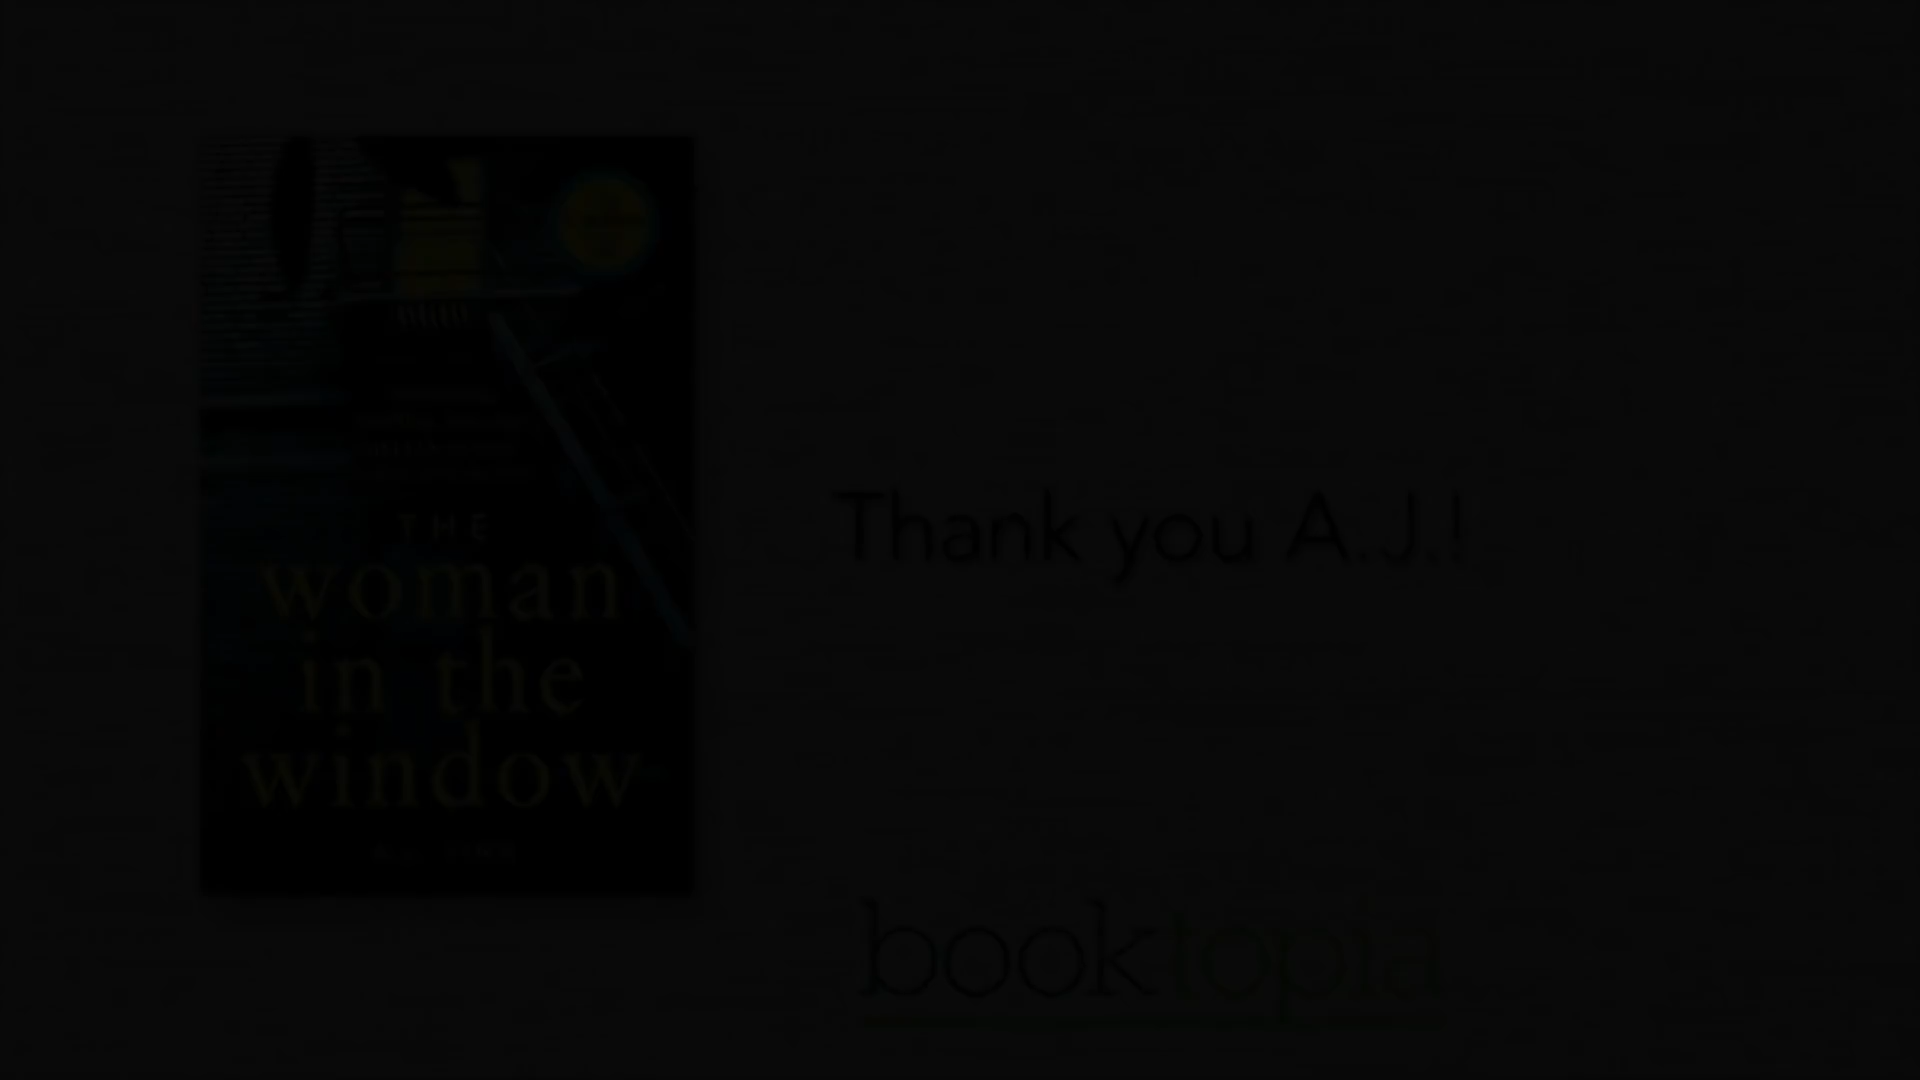 THE
woman
in the
window
Thank you A.J.!
booktopia